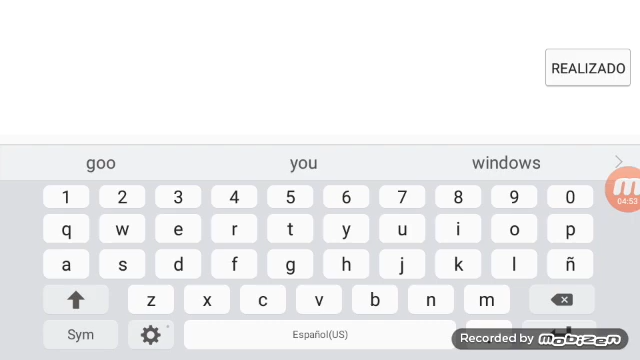 REALIZADO
goo you windows
1 2 3 4 5 6 7 8 9 0
04:53
q w e r t y u i o p
a s d f g h j k l ñ
z x c v b n m
Sym Español(US)
Recorded by mobizen